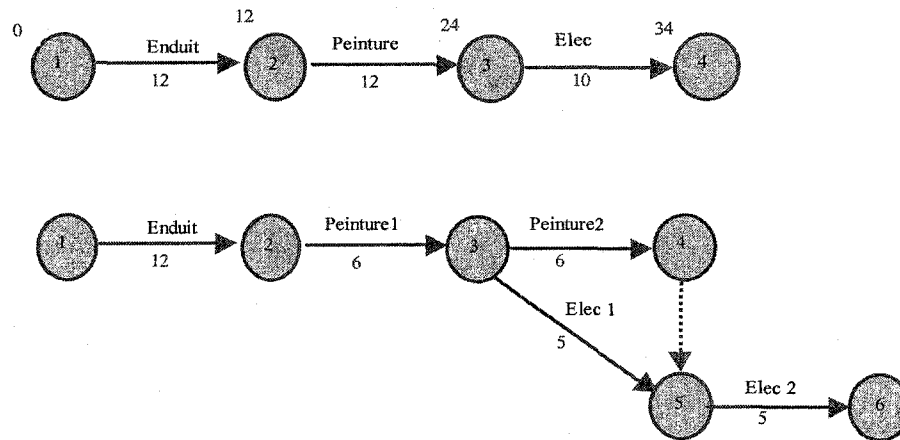 0 12 24 34
Enduit Peinture Elec
1 2 3 4
12 12 10
Enduit Peinture1 Peinture2
1 2 3 4
12 6 6
Elec 1
5
Elec 2
5 6
5